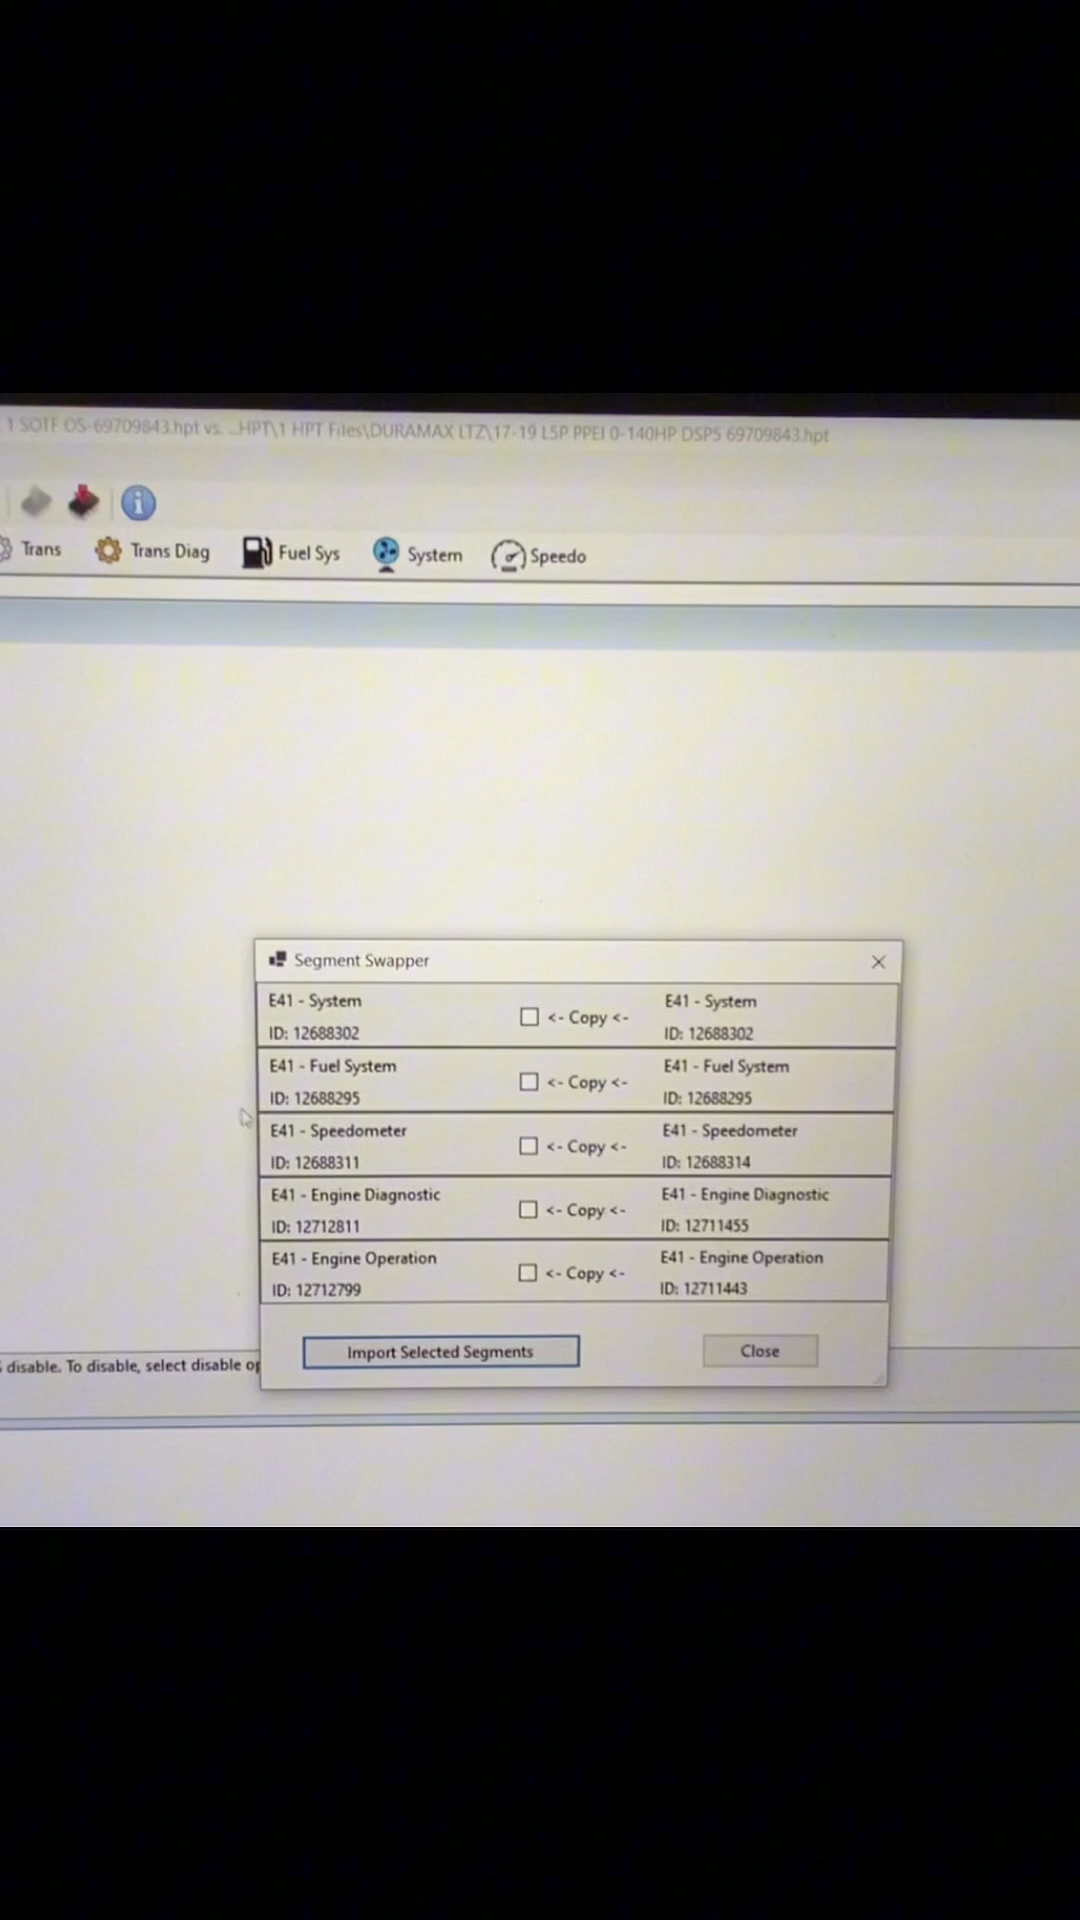 1 SOTF OS-69709843.hpt vs. ...HPT\1 HPT Files\DURAMAX LTZ\17-19 L5P PPEI 0-140HP DSP5 69709843.hpt
Trans Trans Diag Fuel Sys System Speedo
Segment Swapper
E41 - System E41 - System
<- Copy <-
ID: 12688302 ID: 12688302
E41 - Fuel System E41 - Fuel System
<- Copy <-
ID: 12688295 ID: 12688295
E41 - Speedometer E41 - Speedometer
<- Copy <-
ID: 12688311 ID: 12688314
E41 - Engine Diagnostic E41 - Engine Diagnostic
<- Copy <-
ID: 12712811 ID: 12711455
E41 - Engine Operation E41 - Engine Operation
<- Copy <-
ID: 12712799 ID: 12711443
Import Selected Segments Close
disable. To disable, select disable